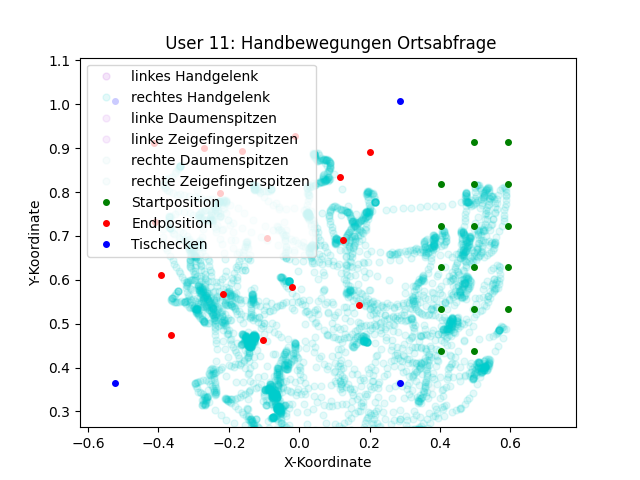 User 11: Handbewegungen Ortsabfrage
1.1
1.0
0.9
0.8
0.7
0.6
0.5
0.4
0.3
Y-Koordinate
linkes Handgelenk
rechtes Handgelenk
linke Daumenspitzen
linke Zeigefingerspitzen
rechte Daumenspitzen
rechte Zeigefingerspitzen
Startposition
Endposition
Tischecken
−0.6 −0.4 −0.2 0.0 0.2 0.4 0.6
X-Koordinate